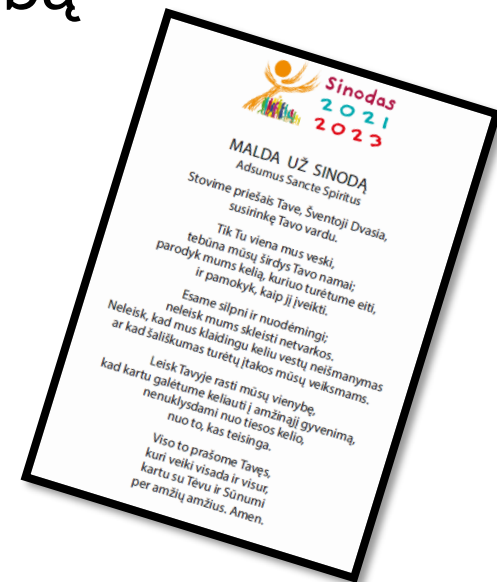 bą
Sinodas
2021
2023
MALDA UŽ SINODĄ
Adsumus Sancte Spiritus
Stovime priešais Tave, Šventoji Dvasia,
susirinkę Tavo vardu.
Tik Tu viena mus veski,
tebūna mūsų širdys Tavo namai;
parodyk mums kelią, kuriuo turėtume eiti,
ir pamokyk, kaip jį įveikti.
Esame silpni ir nuodėmingi;
neleisk mums skleisti netvarkos.
Neleisk, kad mus klaidingu keliu vestų neišmanymas
ar kad šališkumas turėtų įtakos mūsų veiksmams.
Leisk Tavyje rasti mūsų vienybę,
kad kartu galėtume keliauti į amžinąjį gyvenimą,
nenuklysdami nuo tiesos kelio,
nuo to, kas teisinga.
Viso to prašome Tavęs,
kuri veiki visada ir visur,
kartu su Tėvu ir Sūnumi
per amžių amžius. Amen.